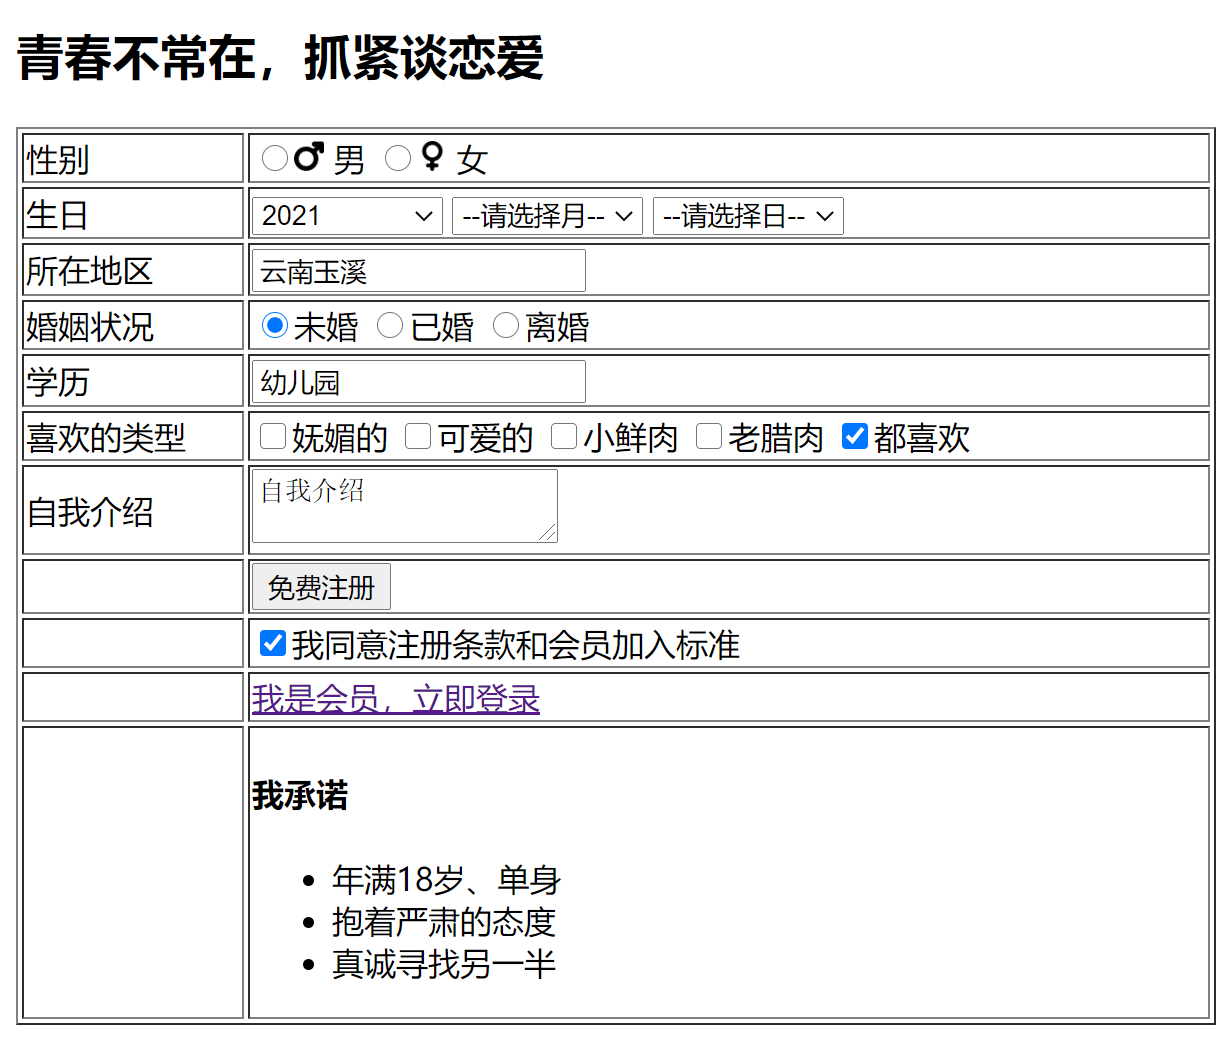 青春不常在，抓紧谈恋爱
性别 男 女
生日 2021 --请选择月-- --请选择日--
所在地区 云南玉溪
婚姻状况 未婚 已婚 离婚
学历 幼儿园
喜欢的类型 妩媚的 可爱的 小鲜肉 老腊肉 都喜欢
自我介绍 自我介绍
免费注册
我同意注册条款和会员加入标准
我是会员，立即登录
我承诺
年满18岁、单身
抱着严肃的态度
真诚寻找另一半